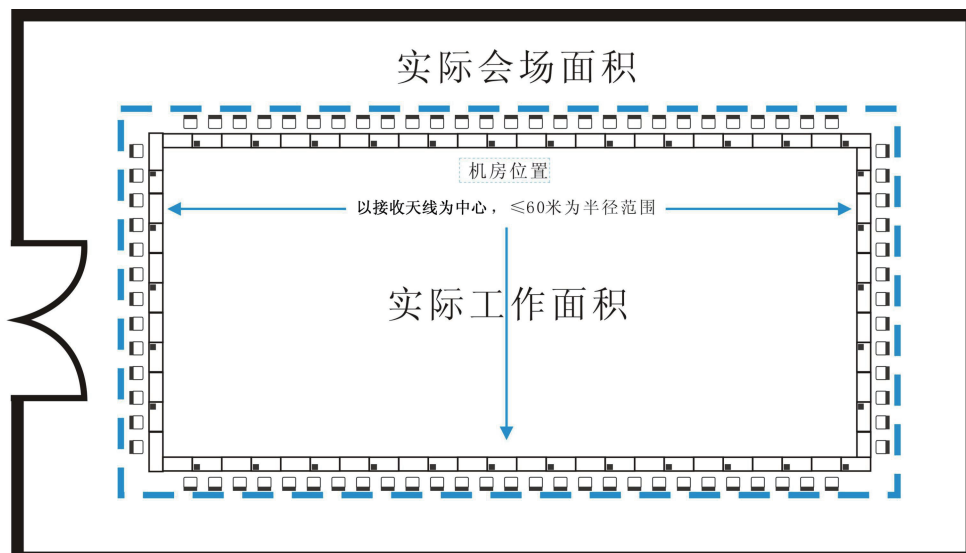 实际会场面积
机房位置
以接收天线为中心，≤60米为半径范围
实际工作面积